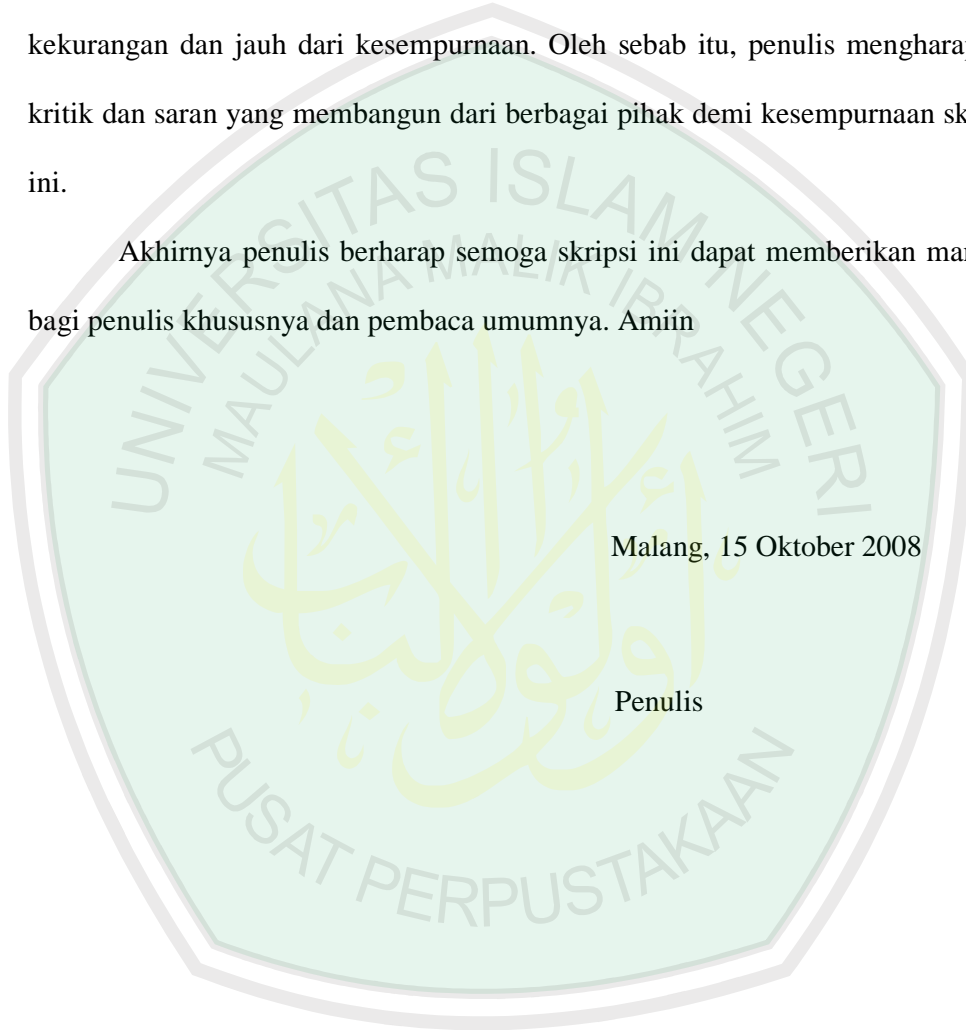 kekurangan dan jauh dari kesempurnaan. Oleh sebab itu, penulis mengharap
kritik dan saran yang membangun dari berbagai pihak demi kesempurnaan sk
ini.
Akhirnya penulis berharap semoga skripsi ini dapat memberikan man
bagi penulis khususnya dan pembaca umumnya. Amiin
Malang, 15 Oktober 2008
Penulis
UNIVERSITAS ISLAM NEGERI
MAULANA MALIK IBRAHIM
PUSAT PERPUSTAKAAN